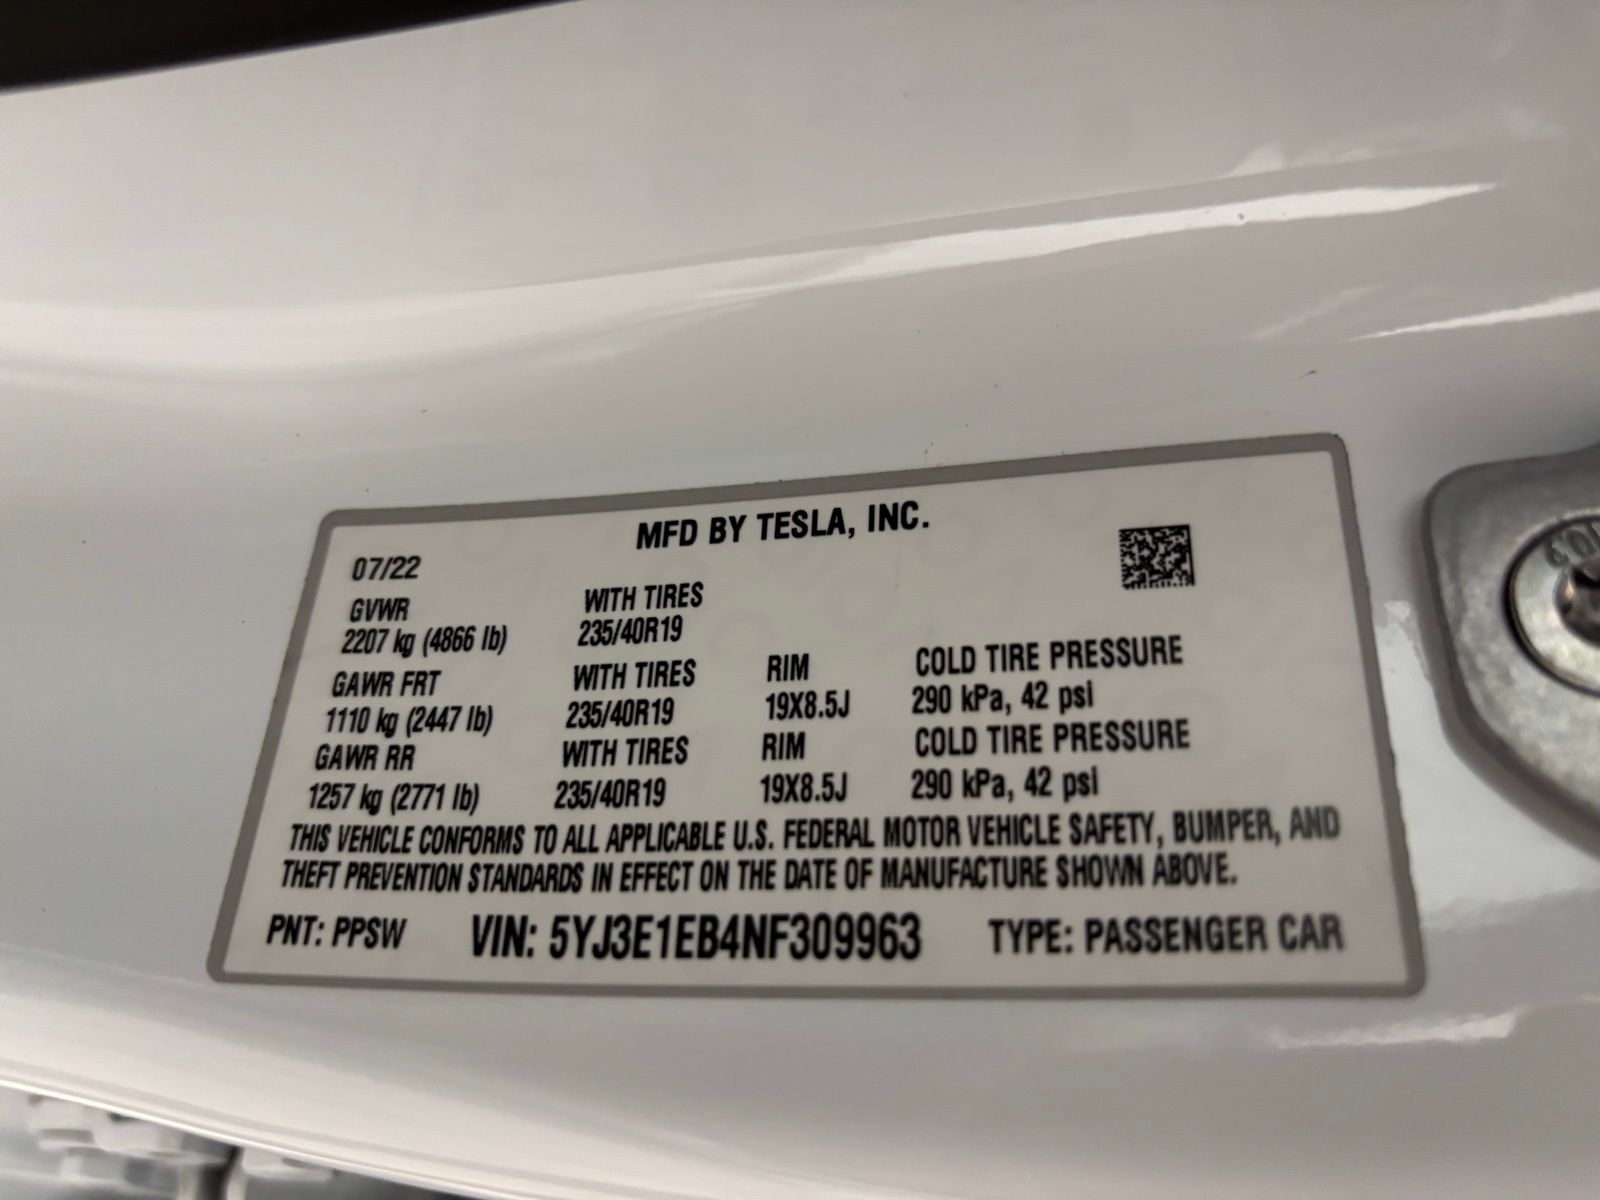 MFD BY TESLA, INC.
07/22
GVWR WITH TIRES
2207 kg (4866 lb) 235/40R19
GAWR FRT WITH TIRES RIM COLD TIRE PRESSURE
1110 kg (2447 lb) 235/40R19 19X8.5J 290 kPa, 42 psi
GAWR RR WITH TIRES RIM COLD TIRE PRESSURE
1257 kg (2771 lb) 235/40R19 19X8.5J 290 kPa, 42 psi
THIS VEHICLE CONFORMS TO ALL APPLICABLE U.S. FEDERAL MOTOR VEHICLE SAFETY, BUMPER, AND
THEFT PREVENTION STANDARDS IN EFFECT ON THE DATE OF MANUFACTURE SHOWN ABOVE.
PNT: PPSW VIN: 5YJ3E1EB4NF309963 TYPE: PASSENGER CAR